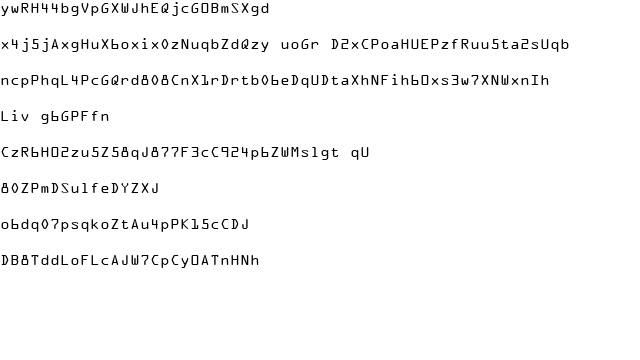 ywRH44bgVpGXWJhEQjcGOBmSXgd
x4j5jAxgHuX6oxix0zNuqbZdQzy uoGr D2xCPoaHUEPzfRuu5ta2sUqb
ncpPhqL4PcGQrd808CnX1rDrtb06eDqUDtaXhNFih6Oxs3w7XNWxnIh
Liv g6GPFfn
CzR6HO2zu5Z58qJ877F3cC924p6ZWMslgt qU
80ZPmDSulfeDYZXJ
o6dq07psqkoZtAu4pPK15cCDJ
DB8TddLoFLcAJW7CpCyOATnHNh